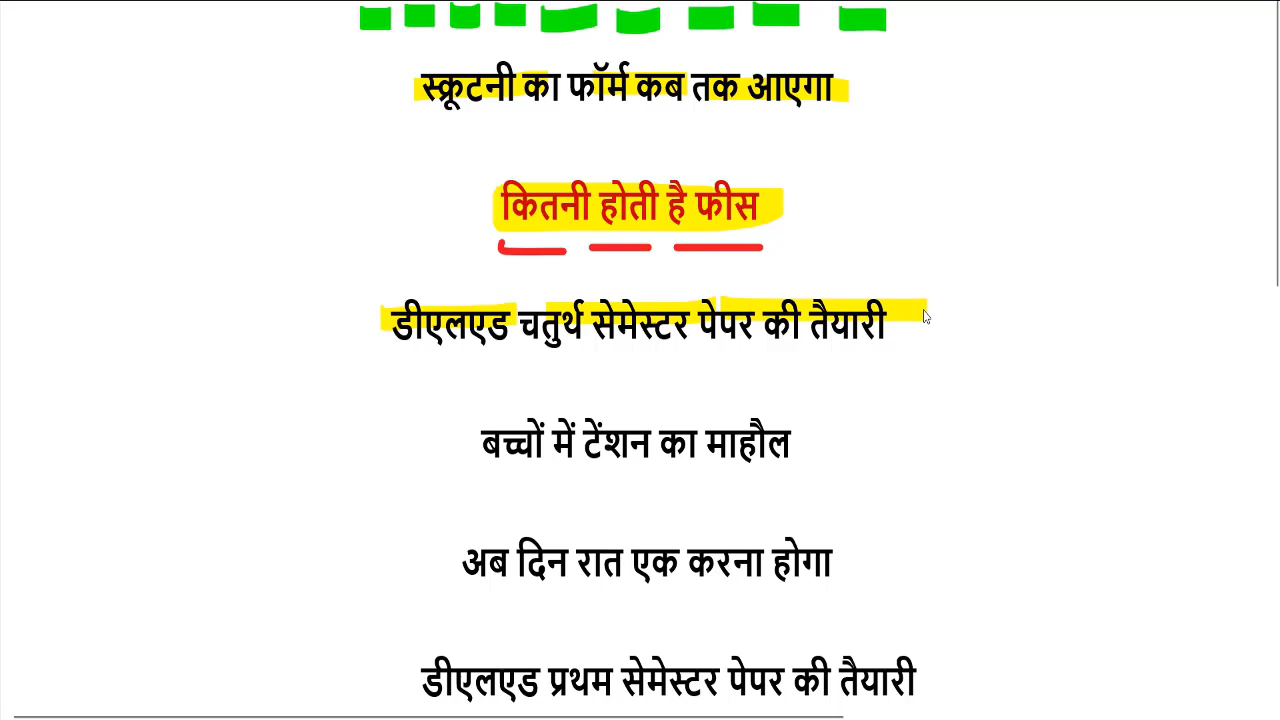 स्क्रूटनी का फॉर्म कब तक आएगा
कितनी होती है फीस
डीएलएड चतुर्थ सेमेस्टर पेपर की तैयारी
बच्चों में टेंशन का माहौल
अब दिन रात एक करना होगा
डीएलएड प्रथम सेमेस्टर पेपर की तैयारी